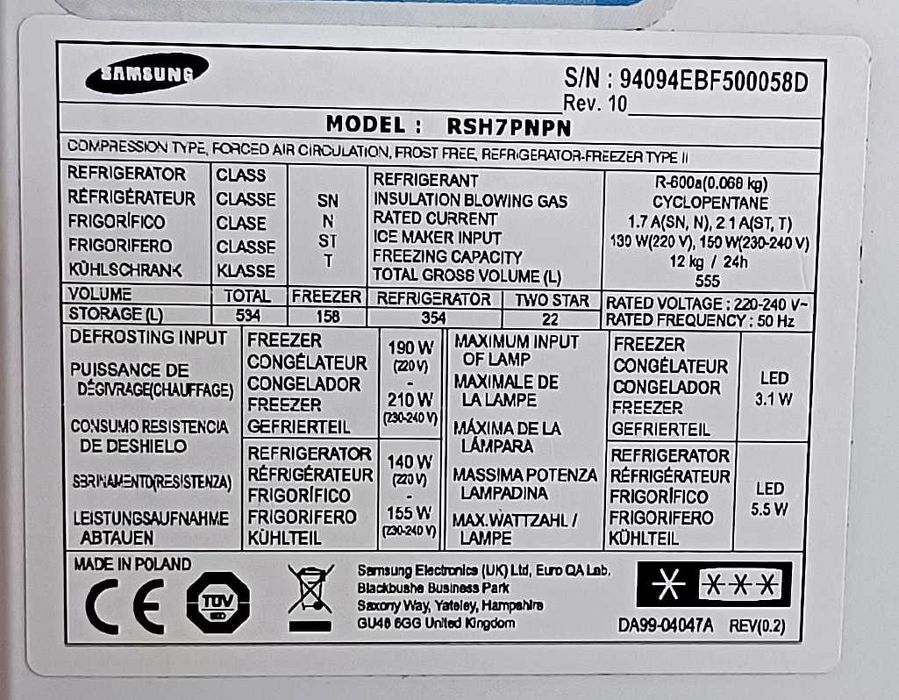 SAMSUNG
S/N : 94094EBF500058D
Rev. 10
MODEL : RSH7PNPN
COMPRESSION TYPE, FORCED AIR CIRCULATION, FROST FREE, REFRIGERATOR-FREEZER TYPE II
REFRIGERATOR CLASS
RÉFRIGÉRATEUR CLASSE
FRIGORÍFICO CLASE
FRIGORIFERO CLASSE
KÜHLSCHRANK KLASSE
SN
N
ST
T
REFRIGERANT R-600a(0.068 kg)
INSULATION BLOWING GAS CYCLOPENTANE
RATED CURRENT 1.7 A(SN, N), 2.1 A(ST, T)
ICE MAKER INPUT 130 W(220 V), 150 W(230-240 V)
FREEZING CAPACITY 12 kg / 24h
TOTAL GROSS VOLUME (L) 555
VOLUME TOTAL FREEZER REFRIGERATOR TWO STAR
STORAGE (L) 534 158 354 22
RATED VOLTAGE : 220-240 V~
RATED FREQUENCY : 50 Hz
DEFROSTING INPUT
PUISSANCE DE
DÉGIVRAGE(CHAUFFAGE)
CONSUMO RESISTENCIA
DE DESHIELO
SBRINAMENTO(RESISTENZA)
LEISTUNGSAUFNAHME
ABTAUEN
FREEZER
CONGÉLATEUR
CONGELADOR
FREEZER
GEFRIERTEIL
190 W
(220 V)
-
210 W
(230-240 V)
REFRIGERATOR
RÉFRIGÉRATEUR
FRIGORÍFICO
FRIGORIFERO
KÜHLTEIL
140 W
(220 V)
-
155 W
(230-240 V)
MAXIMUM INPUT
OF LAMP
MAXIMALE DE
LA LAMPE
MÁXIMA DE LA
LÁMPARA
MASSIMA POTENZA
LAMPADINA
MAX.WATTZAHL /
LAMPE
FREEZER
CONGÉLATEUR
CONGELADOR
FREEZER
GEFRIERTEIL
LED
3.1 W
REFRIGERATOR
RÉFRIGÉRATEUR
FRIGORÍFICO
FRIGORIFERO
KÜHLTEIL
LED
5.5 W
MADE IN POLAND
CE
TÜV
Samsung Electronics (UK) Ltd, Euro QA Lab.
Blackbushe Business Park
Saxony Way, Yateley, Hampshire
GU46 6GG United Kingdom
DA99-04047A REV(0.2)